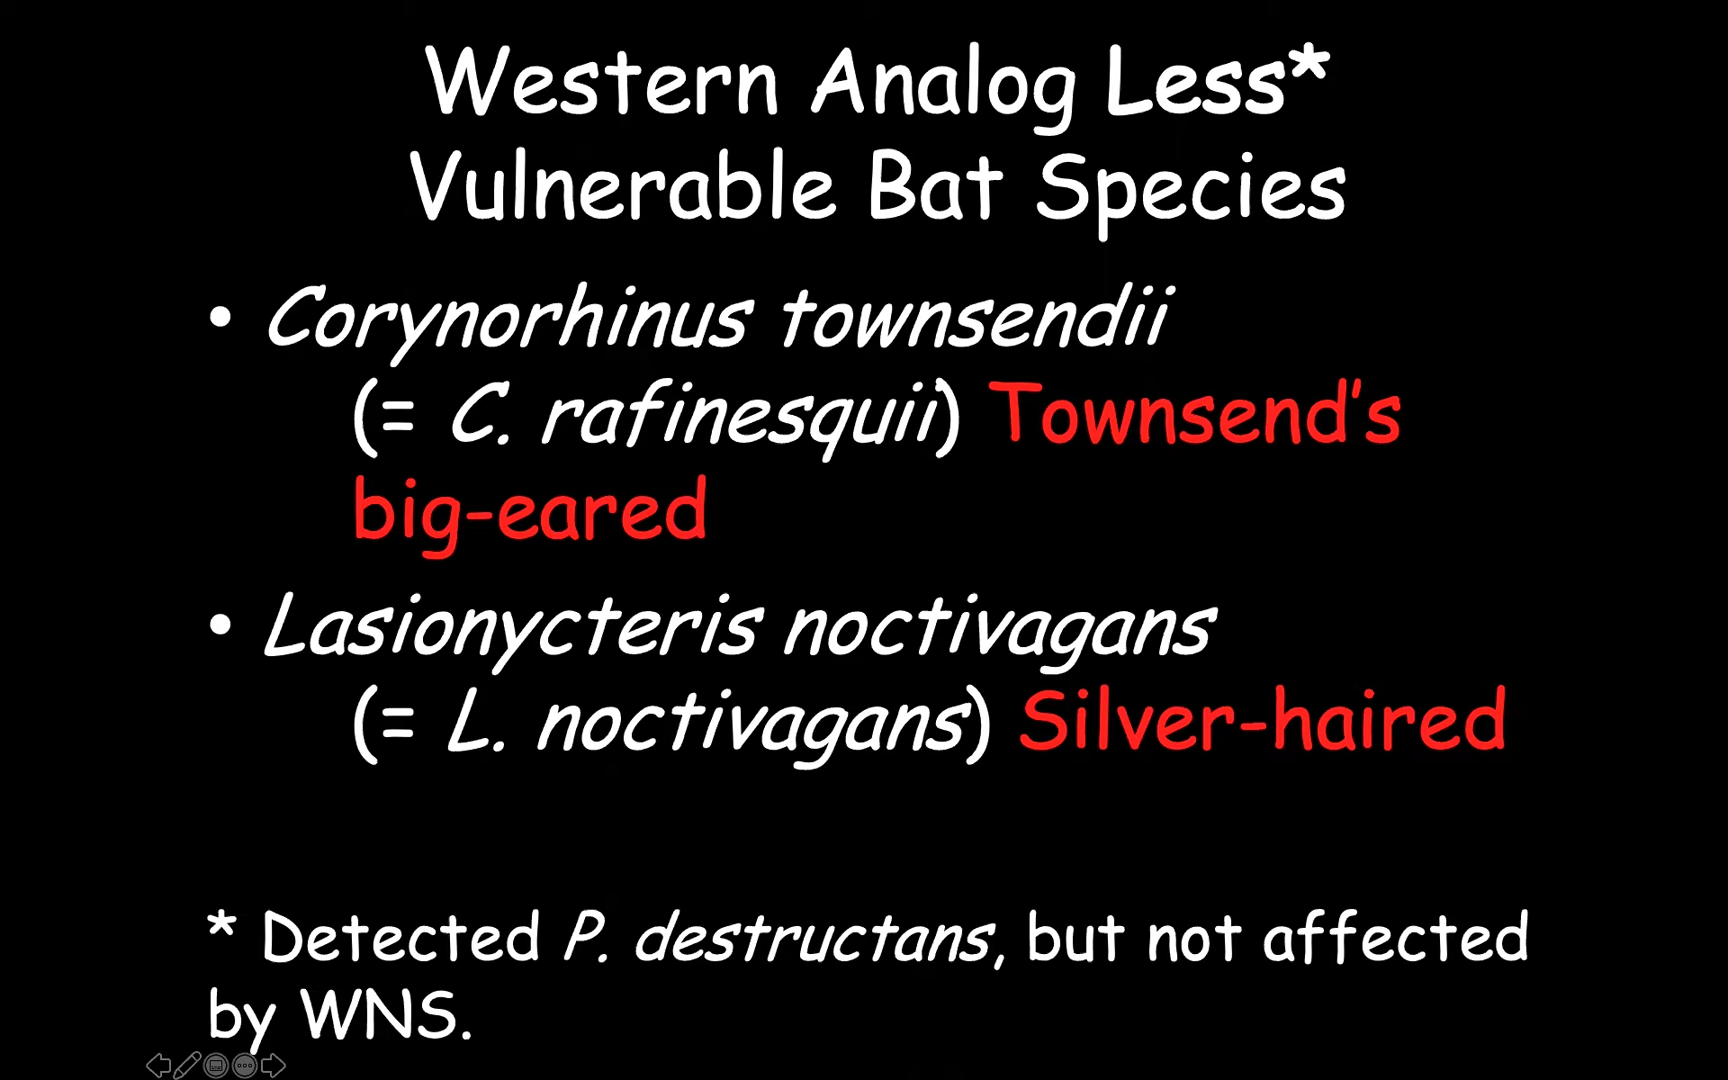 Western Analog Less*
Vulnerable Bat Species
• Corynorhinus townsendii
(= C. rafinesquii) Townsend's
big-eared
• Lasionycteris noctivagans
(= L. noctivagans) Silver-haired
* Detected P. destructans, but not affected
by WNS.